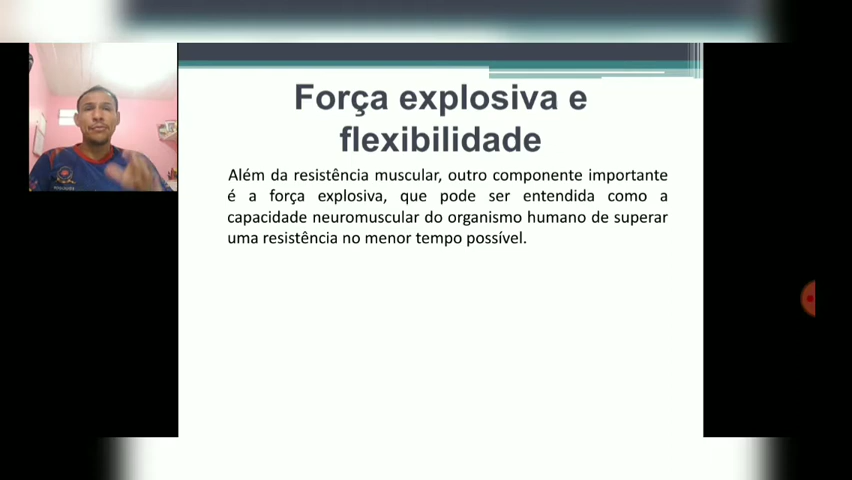 Força explosiva e
flexibilidade
Além da resistência muscular, outro componente importante
é a força explosiva, que pode ser entendida como a
capacidade neuromuscular do organismo humano de superar
uma resistência no menor tempo possível.